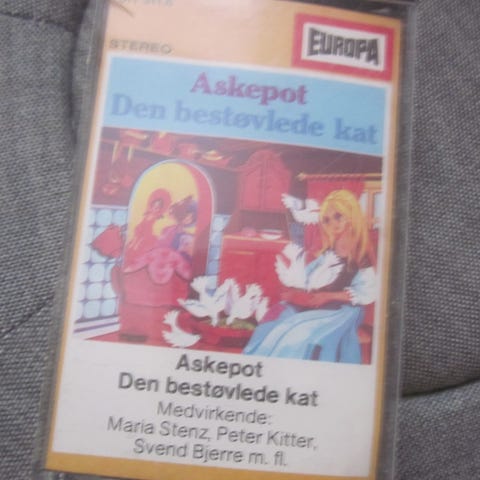 STEREO
EUROPA
Askepot
Den bestøvlede kat
Askepot
Den bestøvlede kat
Medvirkende:
Maria Stenz, Peter Kitter,
Svend Bjerre m. fl.